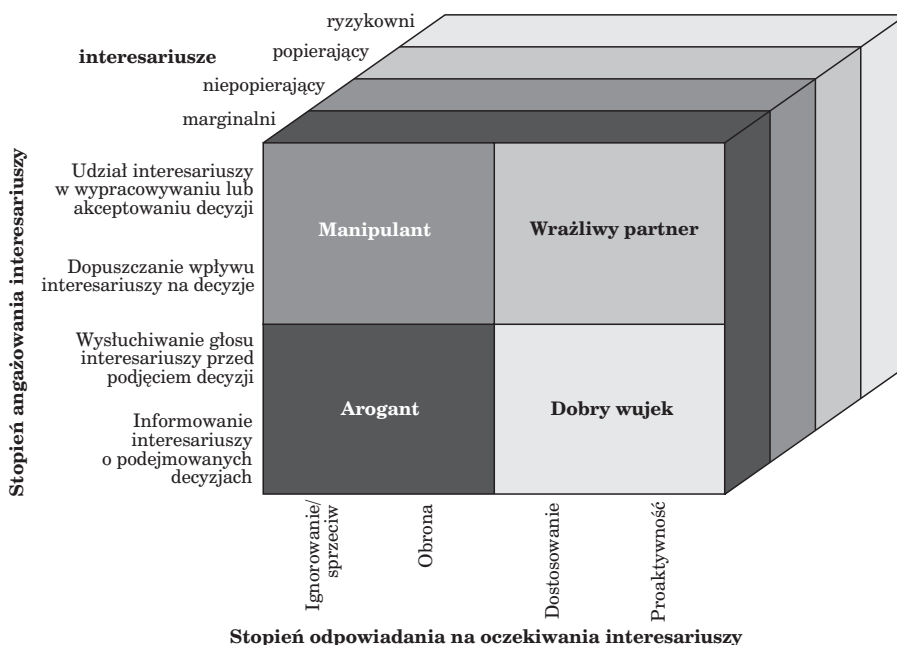 ryzykowni
interesariusze
popierający
niepopierający
marginalni
Stopień angażowania interesariuszy
Udział interesariuszy
w wypracowywaniu lub
akceptowaniu decyzji
Dopuszczanie wpływu
interesariuszy na decyzje
Wysłuchiwanie głosu
interesariuszy przed
podjęciem decyzji
Informowanie
interesariuszy
o podejmowanych
decyzjach
Manipulant
Wrażliwy partner
Arogant
Dobry wujek
Ignorowanie/
sprzeciw
Obrona
Dostosowanie
Proaktywność
Stopień odpowiadania na oczekiwania interesariuszy